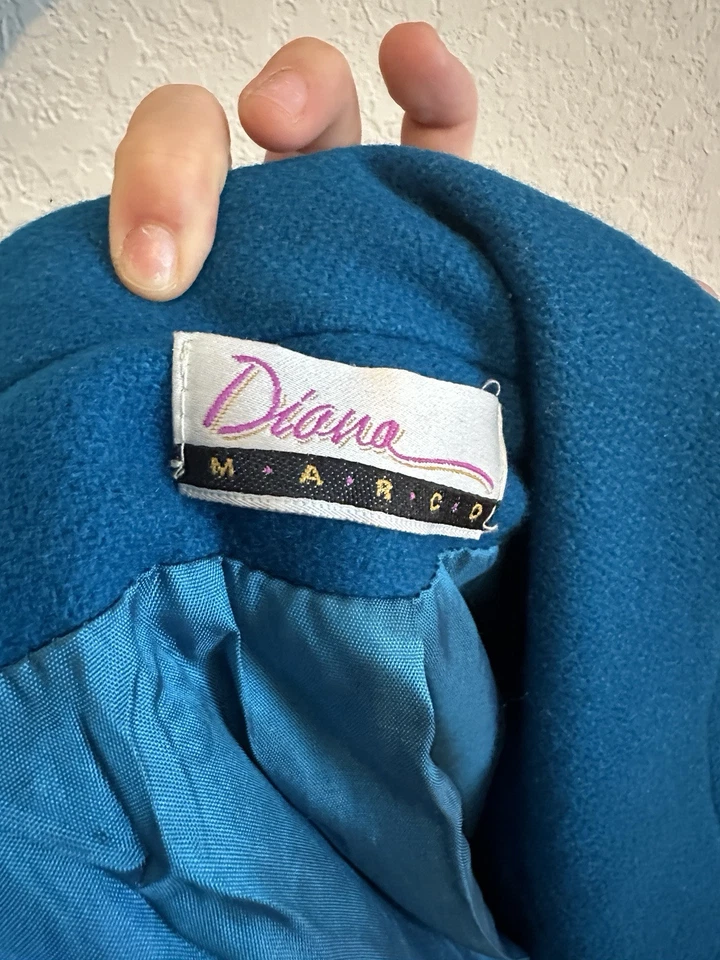 Diana
M • A • R • C • O